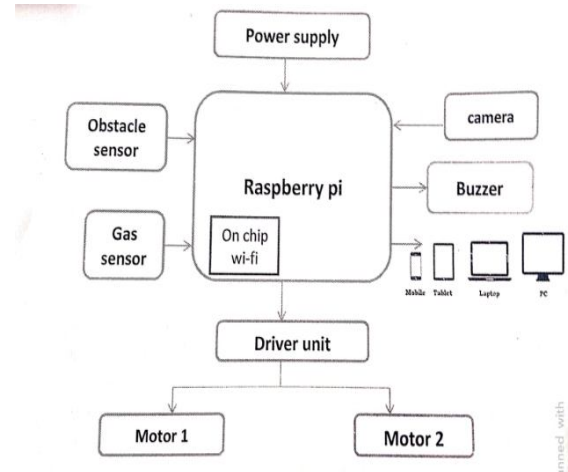 Power supply
Obstacle
sensor
camera
Raspberry pi
Buzzer
Gas
sensor
On chip
wi-fi
Mobile Tablet Laptop PC
Driver unit
Motor 1
Motor 2